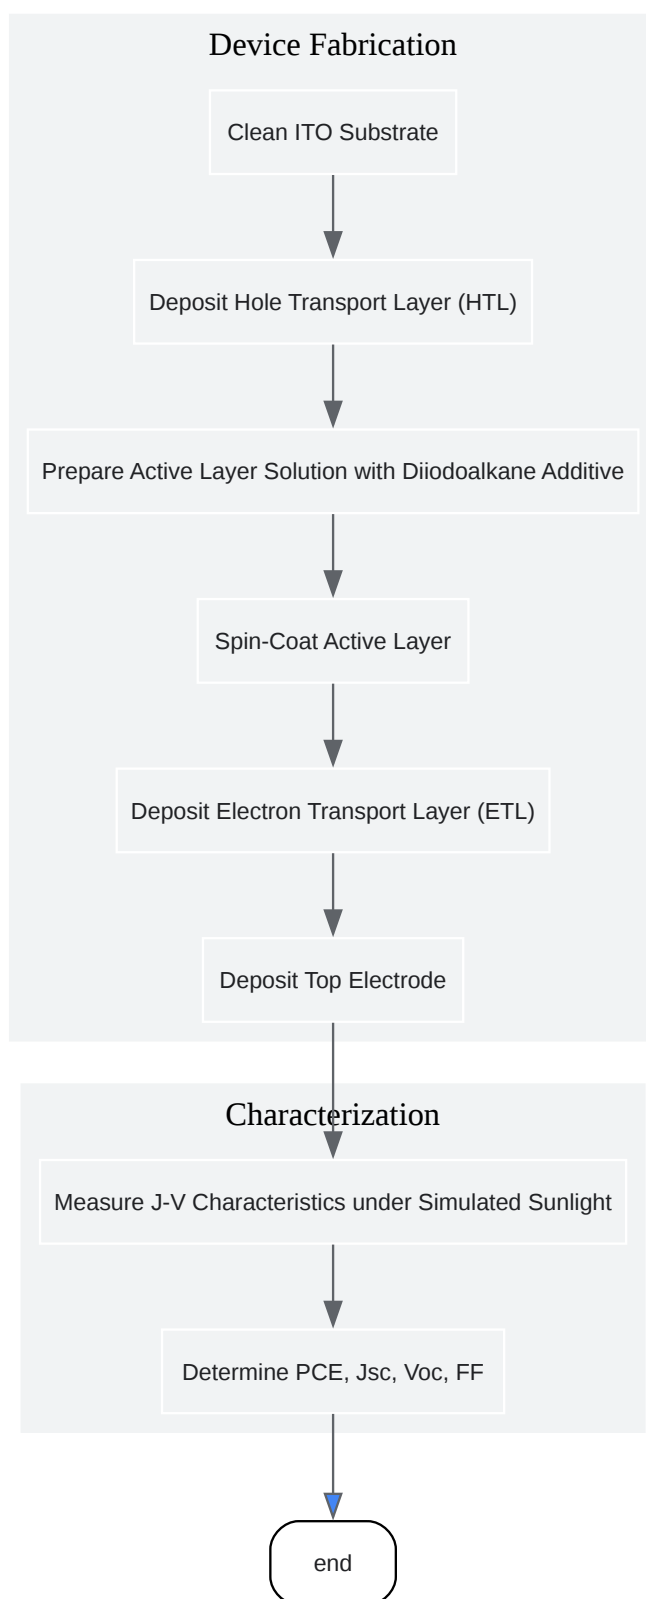 Device Fabrication
Clean ITO Substrate
Deposit Hole Transport Layer (HTL)
Prepare Active Layer Solution with Diiodoalkane Additive
Spin-Coat Active Layer
Deposit Electron Transport Layer (ETL)
Deposit Top Electrode
Characterization
Measure J-V Characteristics under Simulated Sunlight
Determine PCE, Jsc, Voc, FF
end